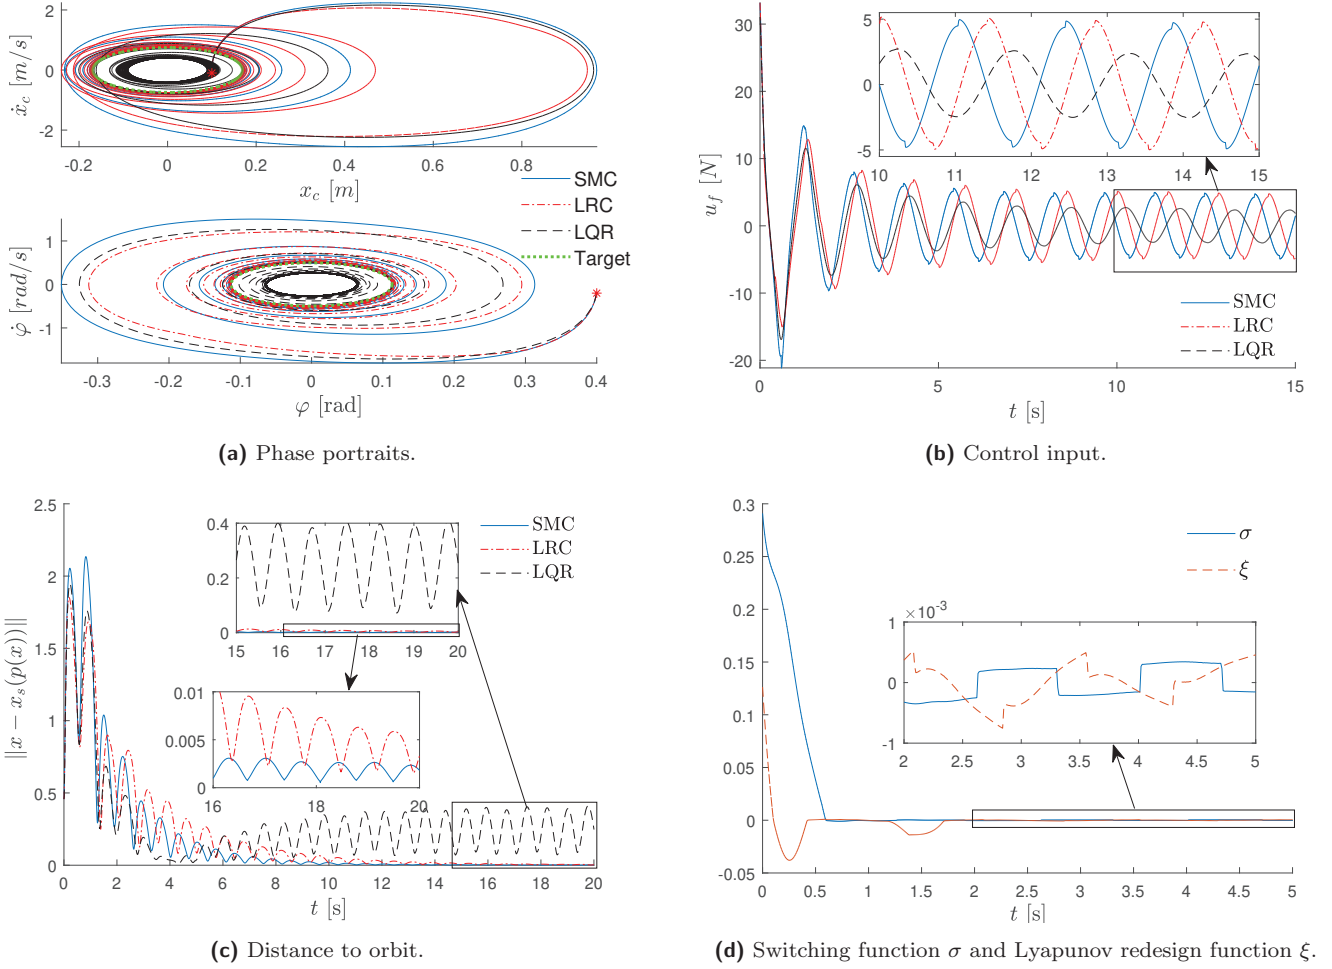 2
0
-2
ẋc [m/s]
0 0.2 0.4 0.6 0.8
xc [m]
SMC
LRC
LQR
Target
1
0
-1
φ̇ [rad/s]
-0.3 -0.2 -0.1 0 0.1 0.2 0.3 0.4
φ [rad]
(a) Phase portraits.
30
20
10
0
-10
-20
uf [N]
5
0
-5
10 11 12 13 14 15
SMC
LRC
LQR
0 5 10 15
t [s]
(b) Control input.
2.5
2
1.5
1
0.5
0
||x − xs(p(x))||
0.4
0.2
0
15 16 17 18 19 20
SMC
LRC
LQR
0.01
0.005
0
16 18 20
0 2 4 6 8 10 12 14 16 18 20
t [s]
(c) Distance to orbit.
0.3
0.25
0.2
0.15
0.1
0.05
0
-0.05
σ
ξ
×10-3
1
0
-1
2 2.5 3 3.5 4 4.5 5
0 0.5 1 1.5 2 2.5 3 3.5 4 4.5 5
t [s]
(d) Switching function σ and Lyapunov redesign function ξ.